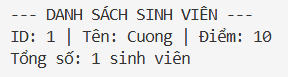 --- DANH SÁCH SINH VIÊN ---
ID: 1 | Tên: Cuong | Điểm: 10
Tổng số: 1 sinh viên